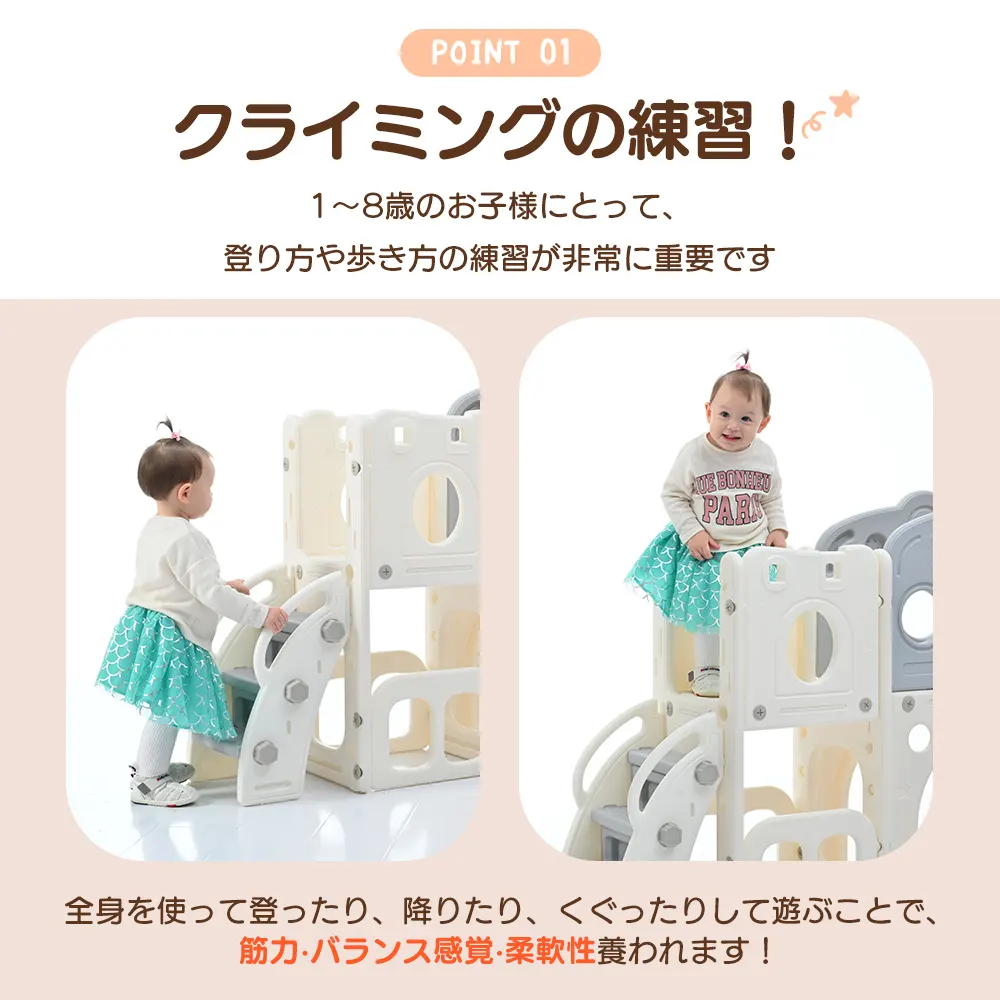 POINT 01
クライミングの練習！
1～8歳のお子様にとって、
登り方や歩き方の練習が非常に重要です
UE BONHEU
PARK
全身を使って登ったり、降りたり、くぐったりして遊ぶことで、
筋力·バランス感覚·柔軟性養われます！